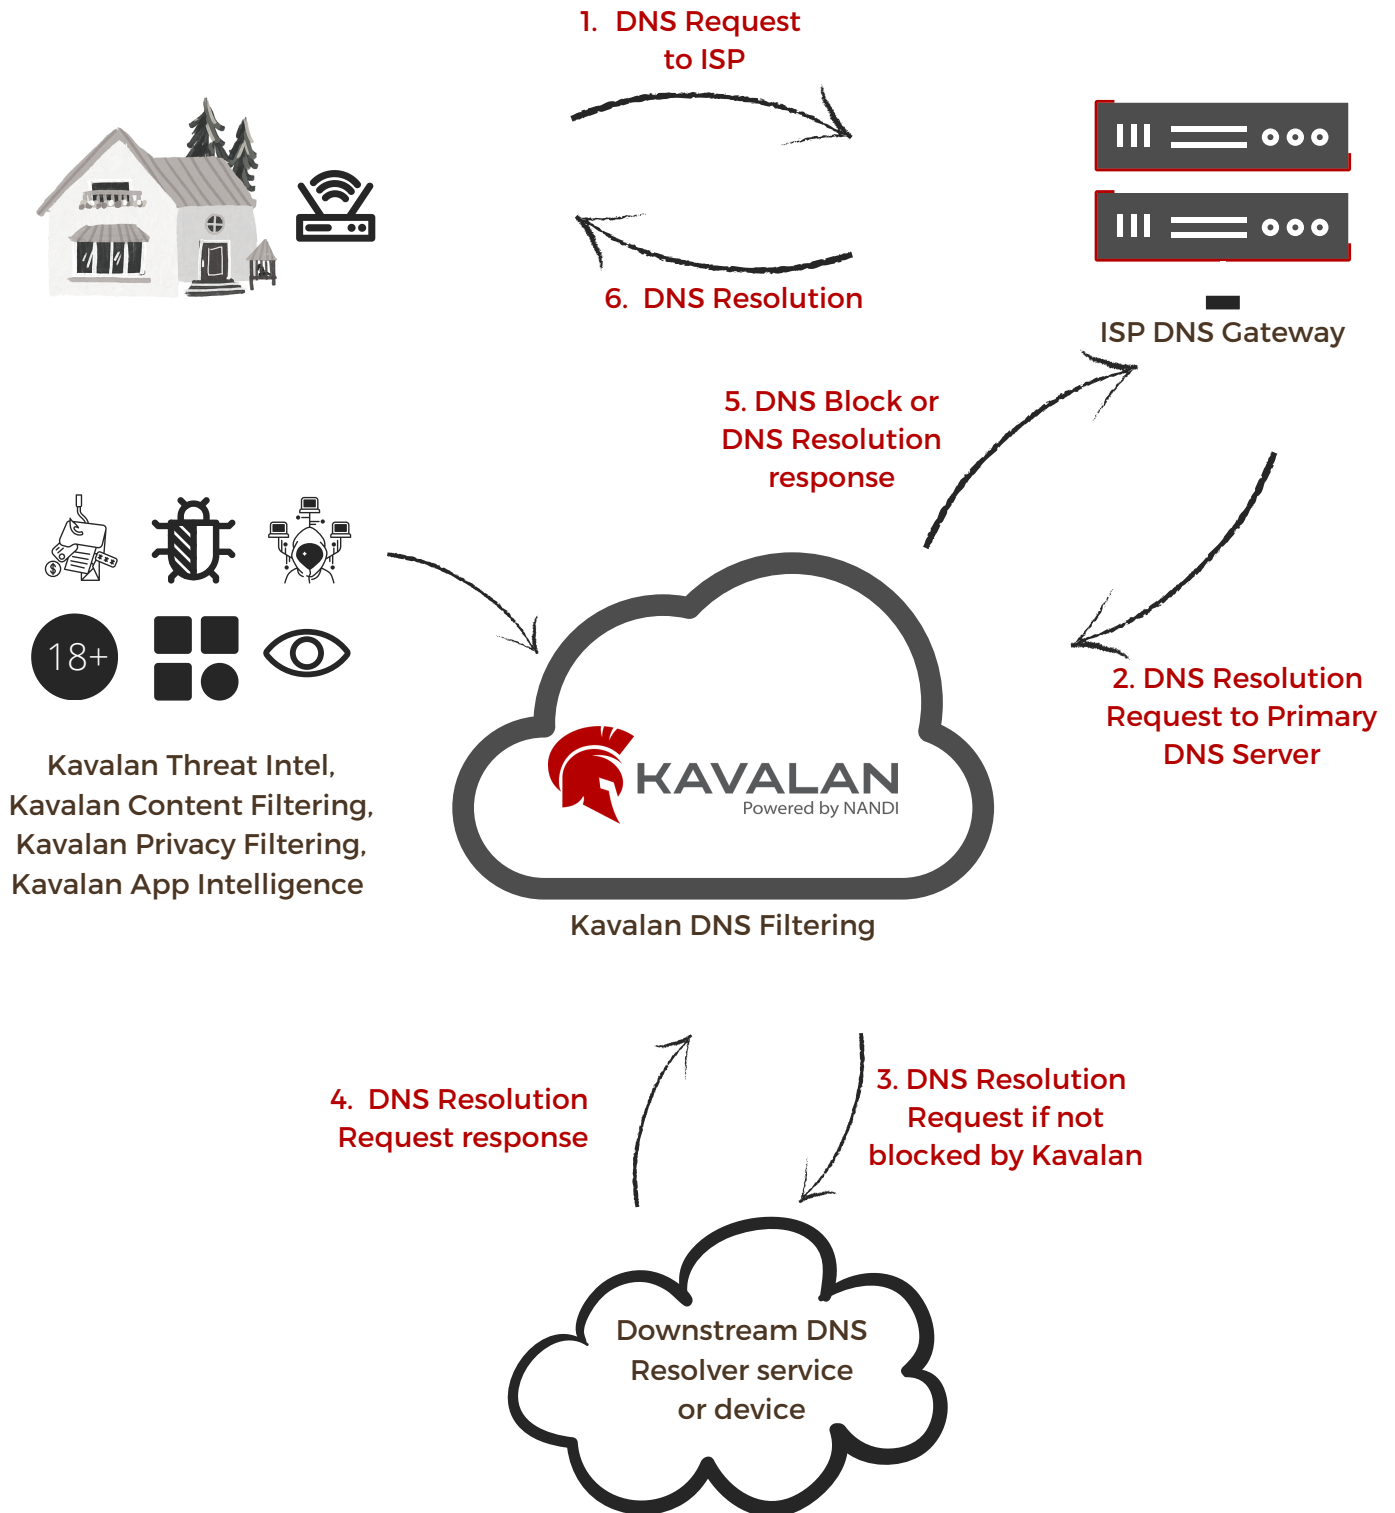 1. DNS Request
to ISP
6. DNS Resolution
ISP DNS Gateway
5. DNS Block or
DNS Resolution
response
2. DNS Resolution
Request to Primary
DNS Server
18+
$
***
Kavalan Threat Intel,
Kavalan Content Filtering,
Kavalan Privacy Filtering,
Kavalan App Intelligence
KAVALAN
Powered by NANDI
Kavalan DNS Filtering
4. DNS Resolution
Request response
3. DNS Resolution
Request if not
blocked by Kavalan
Downstream DNS
Resolver service
or device